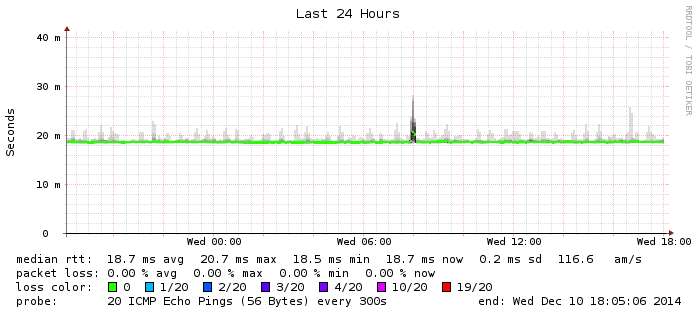 Last 24 Hours
RRDTOOL / TOBI OETIKER
Seconds
40 m
30 m
20 m
10 m
0
Wed 00:00 Wed 06:00 Wed 12:00 Wed 18:00
median rtt: 18.7 ms avg 20.7 ms max 18.5 ms min 18.7 ms now 0.2 ms sd 116.6 am/s
packet loss: 0.00 % avg 0.00 % max 0.00 % min 0.00 % now
loss color: 0 1/20 2/20 3/20 4/20 10/20 19/20
probe: 20 ICMP Echo Pings (56 Bytes) every 300s end: Wed Dec 10 18:05:06 2014